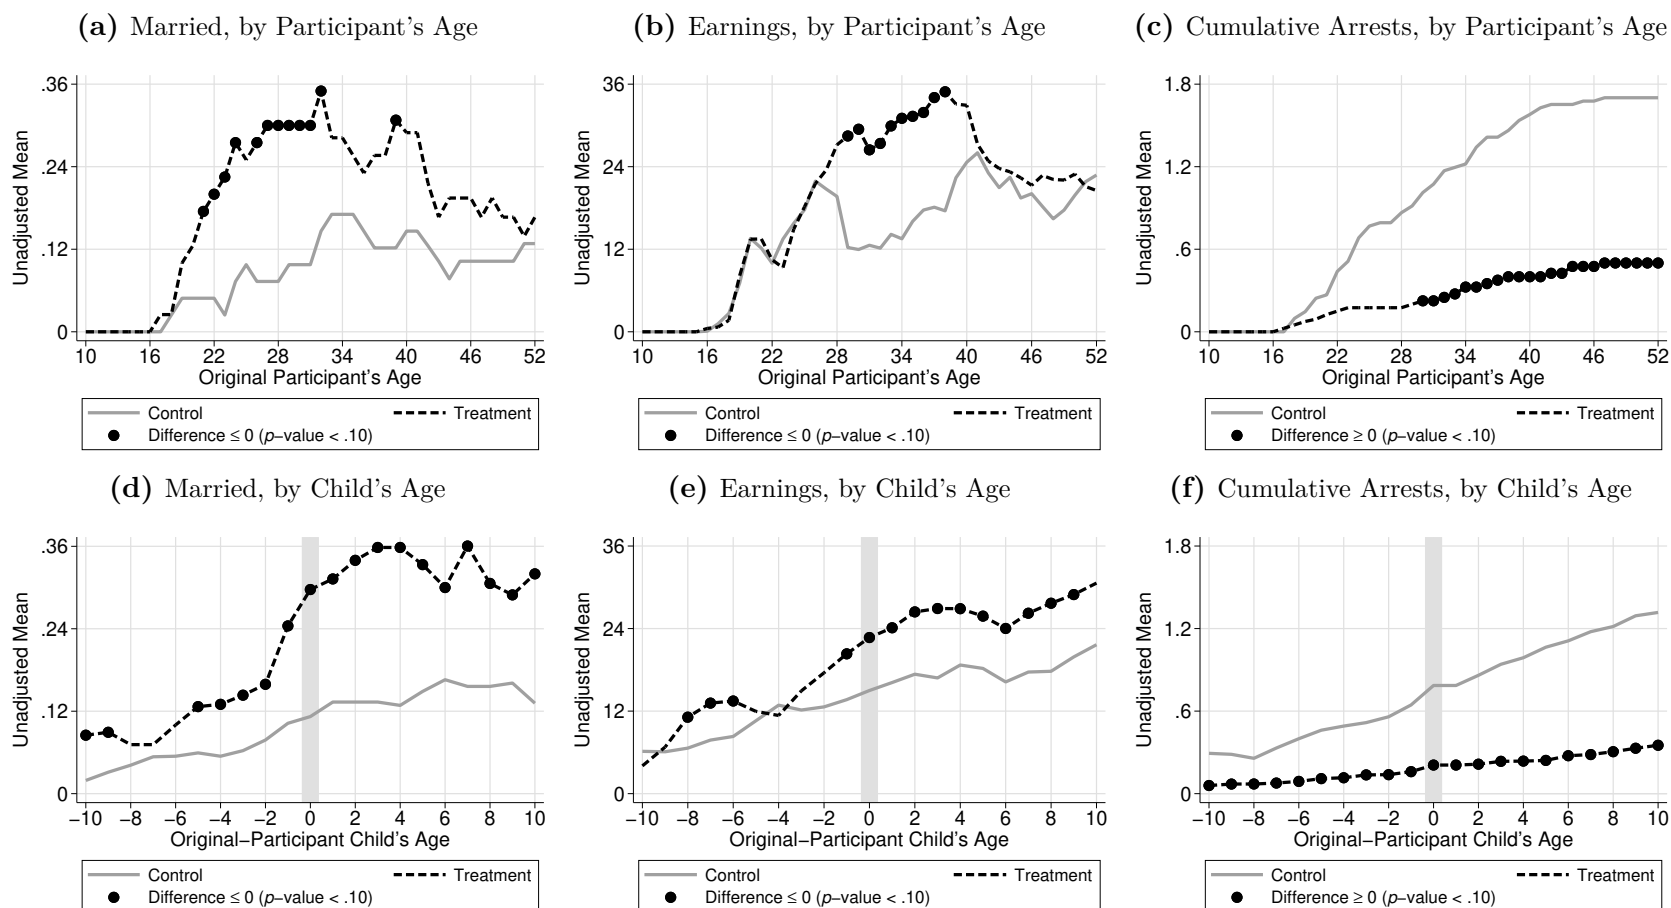 (a) Married, by Participant's Age
Unadjusted Mean
.36
.24
.12
0
10 16 22 28 34 40 46 52
Original Participant's Age
Control Treatment
Difference ≤ 0 (p−value < .10)
(b) Earnings, by Participant's Age
Unadjusted Mean
36
24
12
0
10 16 22 28 34 40 46 52
Original Participant's Age
Control Treatment
Difference ≤ 0 (p−value < .10)
(c) Cumulative Arrests, by Participant's Age
Unadjusted Mean
1.8
1.2
.6
0
10 16 22 28 34 40 46 52
Original Participant's Age
Control Treatment
Difference ≥ 0 (p−value < .10)
(d) Married, by Child's Age
Unadjusted Mean
.36
.24
.12
0
−10 −8 −6 −4 −2 0 2 4 6 8 10
Original−Participant Child's Age
Control Treatment
Difference ≤ 0 (p−value < .10)
(e) Earnings, by Child's Age
Unadjusted Mean
36
24
12
0
−10 −8 −6 −4 −2 0 2 4 6 8 10
Original−Participant Child's Age
Control Treatment
Difference ≤ 0 (p−value < .10)
(f) Cumulative Arrests, by Child's Age
Unadjusted Mean
1.8
1.2
.6
0
−10 −8 −6 −4 −2 0 2 4 6 8 10
Original−Participant Child's Age
Control Treatment
Difference ≥ 0 (p−value < .10)